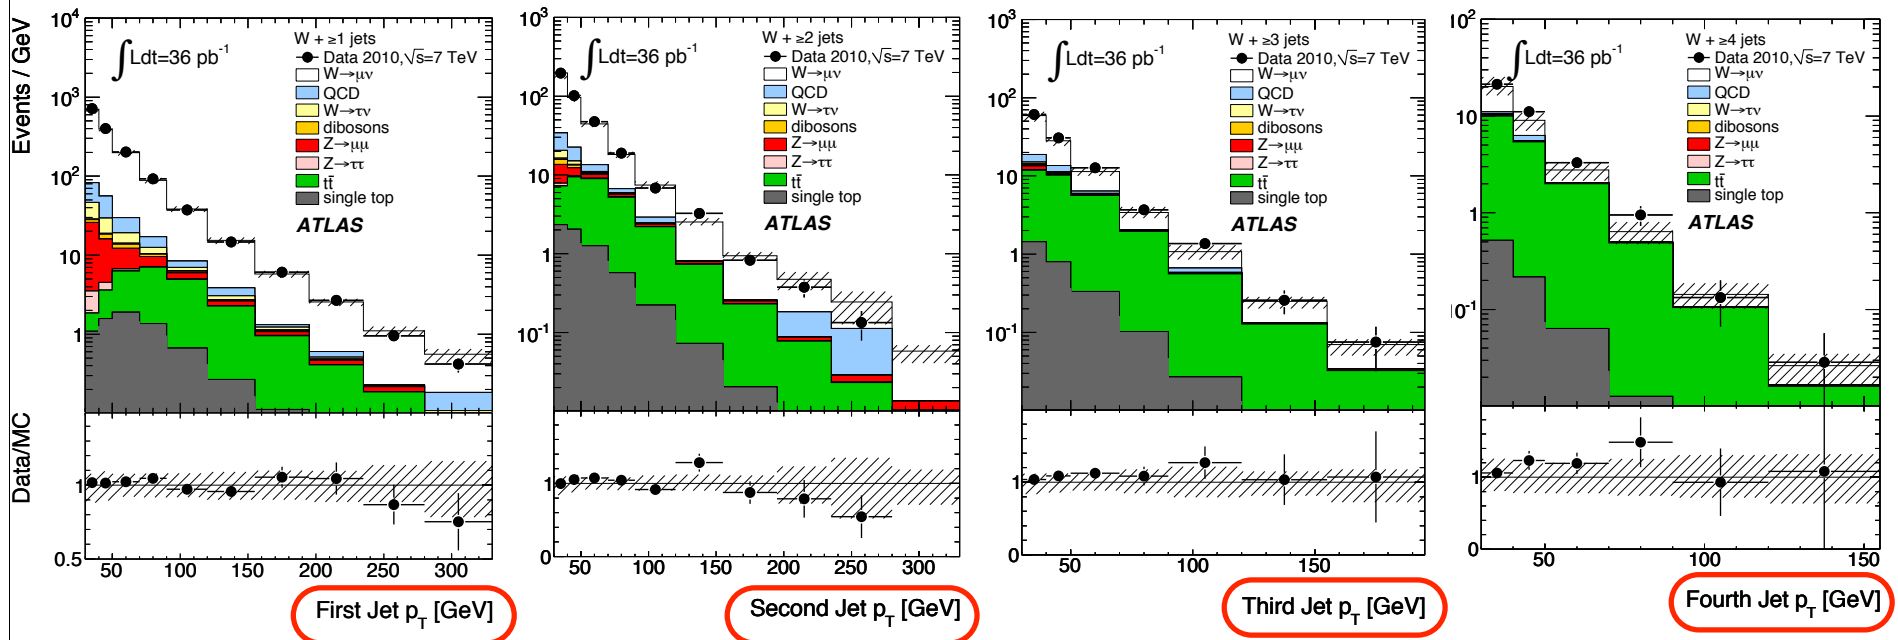 Events / GeV
Data/MC
10^4
10^3
10^2
10
1
∫Ldt=36 pb^-1
W + ≥1 jets
Data 2010,√s=7 TeV
W→μν
QCD
W→τν
dibosons
Z→μμ
Z→ττ
tt̄
single top
ATLAS
1
0.5
50 100 150 200 250 300
First Jet p_T [GeV]
10^3
10^2
10
1
10^-1
∫Ldt=36 pb^-1
W + ≥2 jets
Data 2010,√s=7 TeV
W→μν
QCD
W→τν
dibosons
Z→μμ
Z→ττ
tt̄
single top
ATLAS
1
0
50 100 150 200 250 300
Second Jet p_T [GeV]
10^3
10^2
10
1
10^-1
∫Ldt=36 pb^-1
W + ≥3 jets
Data 2010,√s=7 TeV
W→μν
QCD
W→τν
dibosons
Z→μμ
Z→ττ
tt̄
single top
ATLAS
1
0
50 100 150
Third Jet p_T [GeV]
10^2
10
1
10^-1
∫Ldt=36 pb^-1
W + ≥4 jets
Data 2010,√s=7 TeV
W→μν
QCD
W→τν
dibosons
Z→μμ
Z→ττ
tt̄
single top
ATLAS
1
0
50 100 150
Fourth Jet p_T [GeV]